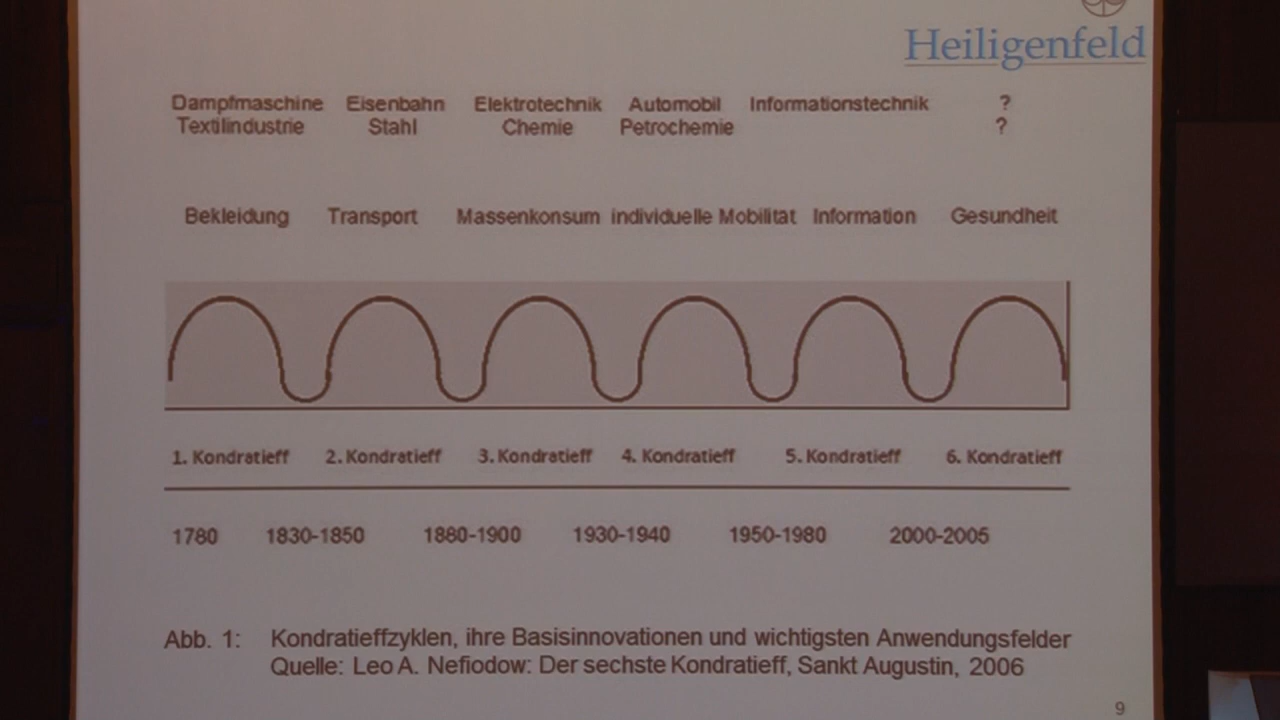 Heiligenfeld
Dampfmaschine Eisenbahn Elektrotechnik Automobil Informationstechnik ?
Textilindustrie Stahl Chemie Petrochemie ?
Bekleidung Transport Massenkonsum individuelle Mobilität Information Gesundheit
1. Kondratieff 2. Kondratieff 3. Kondratieff 4. Kondratieff 5. Kondratieff 6. Kondratieff
1780 1830-1850 1880-1900 1930-1940 1950-1980 2000-2005
Abb. 1: Kondratieffzyklen, ihre Basisinnovationen und wichtigsten Anwendungsfelder
Quelle: Leo A. Nefiodow: Der sechste Kondratieff, Sankt Augustin, 2006
9